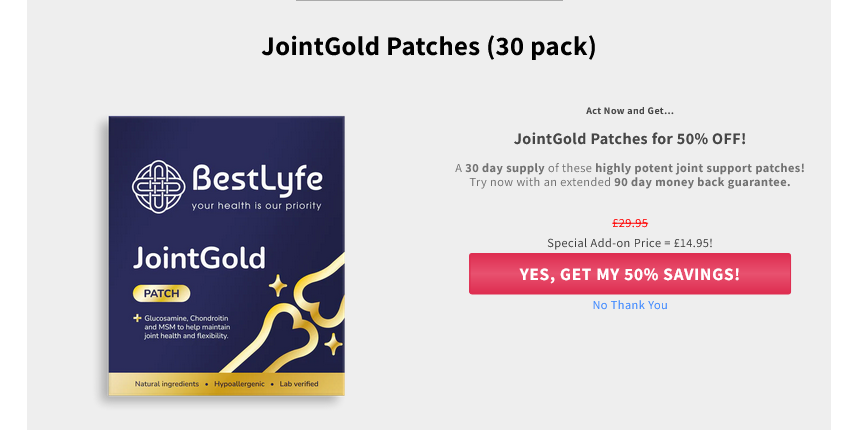 JointGold Patches (30 pack)
BestLyfe
your health is our priority
JointGold
PATCH
Glucosamine, Chondroitin
and MSM to help maintain
joint health and flexibility.
Natural ingredients • Hypoallergenic • Lab verified
Act Now and Get...
JointGold Patches for 50% OFF!
A 30 day supply of these highly potent joint support patches!
Try now with an extended 90 day money back guarantee.
£29.95
Special Add-on Price = £14.95!
YES, GET MY 50% SAVINGS!
No Thank You